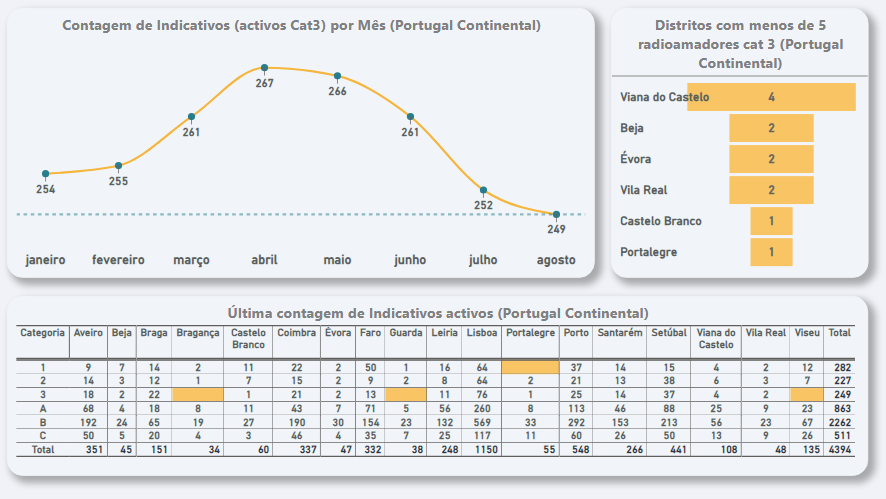 Contagem de Indicativos (activos Cat3) por Mês (Portugal Continental)
254
255
261
267
266
261
252
249
janeiro fevereiro março abril maio junho julho agosto
Distritos com menos de 5
radioamadores cat 3 (Portugal
Continental)
Viana do Castelo 4
Beja 2
Évora 2
Vila Real 2
Castelo Branco 1
Portalegre 1
Última contagem de Indicativos activos (Portugal Continental)
Categoria Aveiro Beja Braga Bragança Castelo Branco Coimbra Évora Faro Guarda Leiria Lisboa Portalegre Porto Santarém Setúbal Viana do Castelo Vila Real Viseu Total
1 9 7 14 2 11 22 2 50 1 16 64 37 14 15 4 2 12 282
2 14 3 12 1 7 15 2 9 2 8 64 2 21 13 38 6 3 7 227
3 18 2 22 1 21 2 13 11 76 1 25 14 37 4 2 249
A 68 4 18 8 11 43 7 71 5 56 260 8 113 46 88 25 9 23 863
B 192 24 65 19 27 190 30 154 23 132 569 33 292 153 213 56 23 67 2262
C 50 5 20 4 3 46 4 35 7 25 117 11 60 26 50 13 9 26 511
Total 351 45 151 34 60 337 47 332 38 248 1150 55 548 266 441 108 48 135 4394